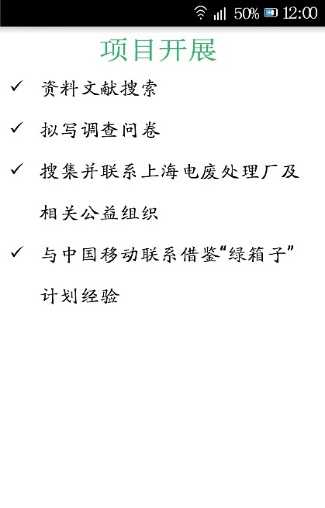 50% 12:00
项目开展
✓ 资料文献搜索
✓ 拟写调查问卷
✓ 搜集并联系上海电废处理厂及
相关公益组织
✓ 与中国移动联系借鉴“绿箱子”
计划经验